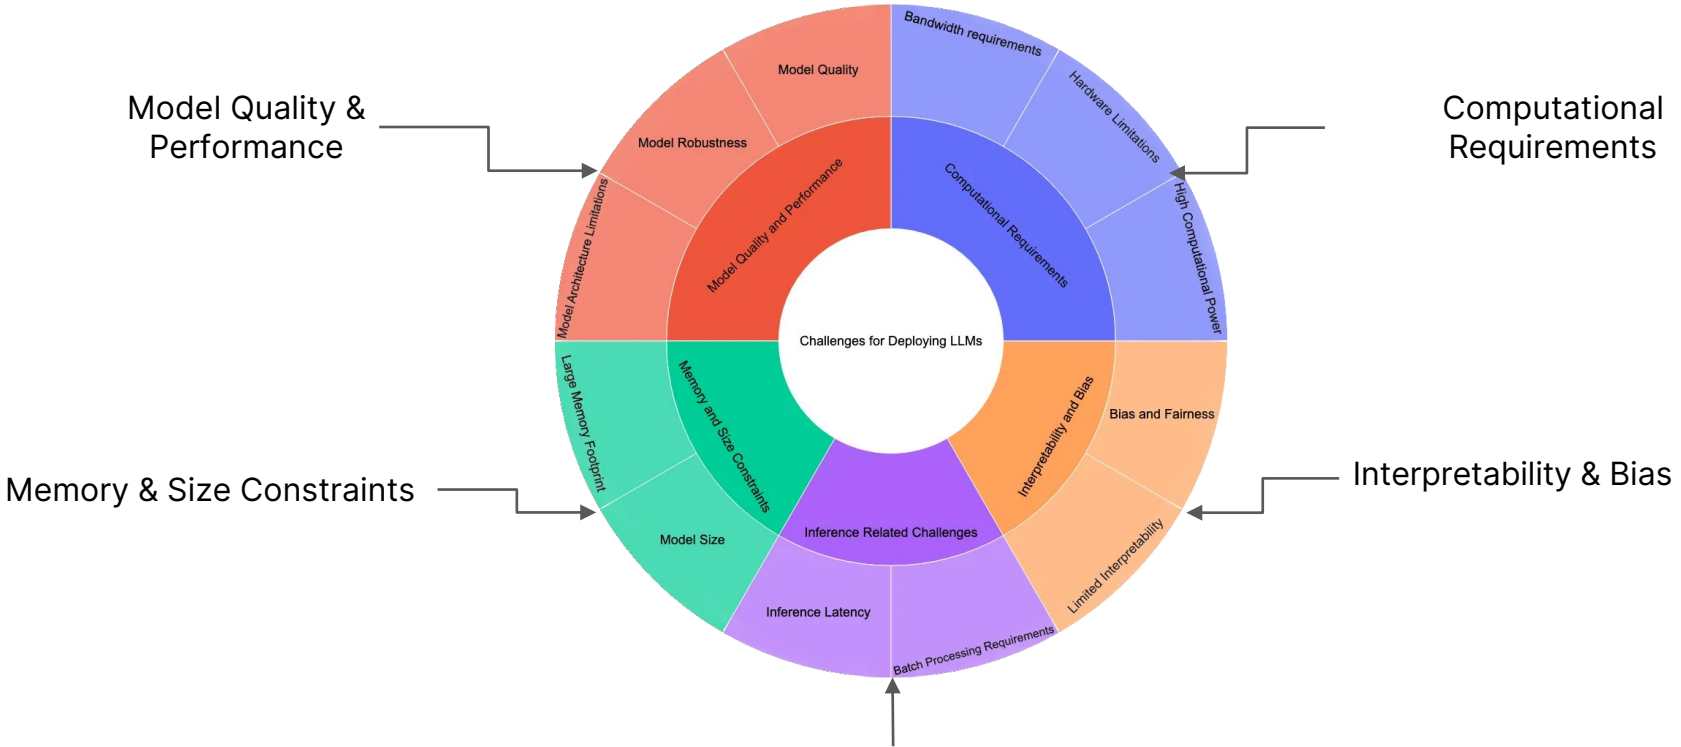 Model Quality &
Performance
Computational
Requirements
Memory & Size Constraints
Interpretability & Bias
Challenges for Deploying LLMs
Model Quality and Performance
Model Quality
Model Robustness
Model Architecture Limitations
Computational Requirements
Bandwidth requirements
Hardware Limitations
High Computational Power
Interpretability and Bias
Bias and Fairness
Limited Interpretability
Inference Related Challenges
Batch Processing Requirements
Inference Latency
Memory and Size Constraints
Model Size
Large Memory Footprint